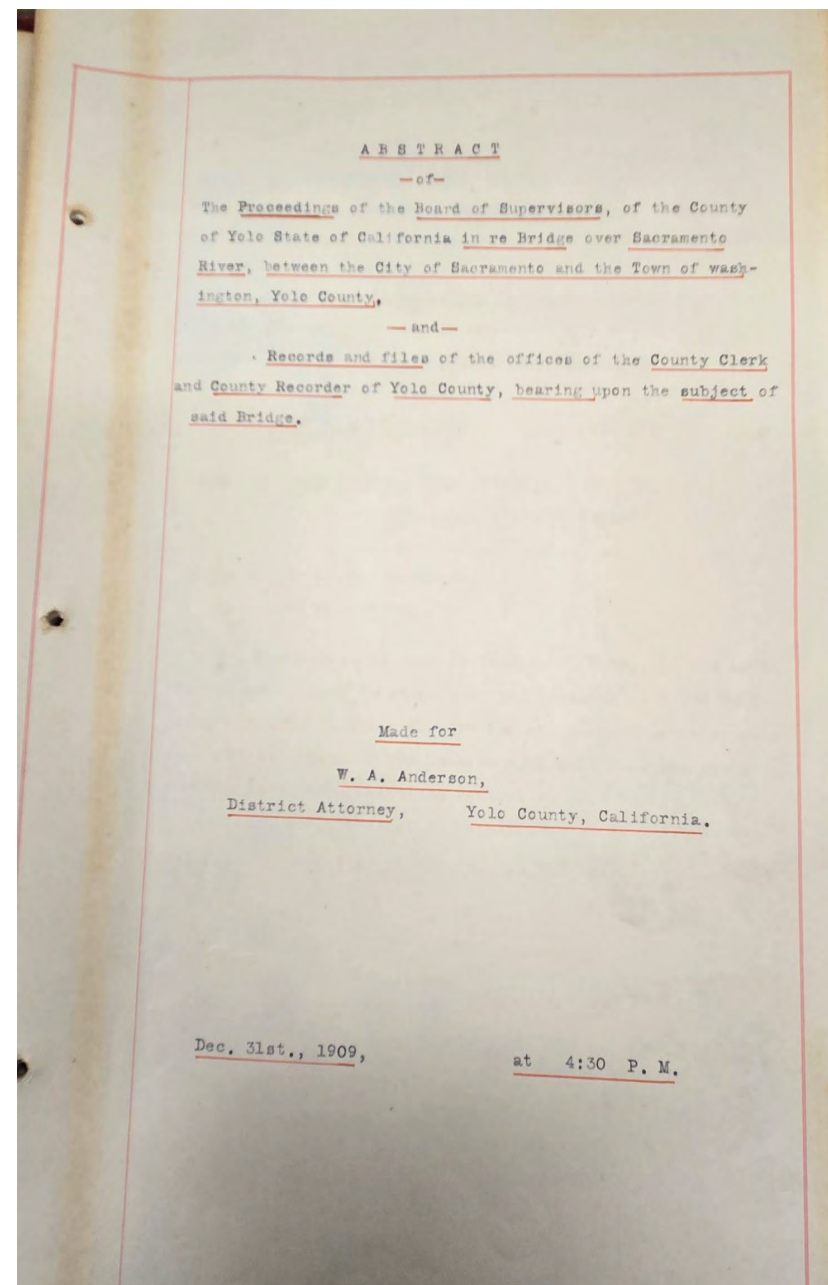 A B S T R A C T
-of-
The Proceedings of the Board of Supervisors, of the County
of Yolo State of California in re Bridge over Sacramento
River, between the City of Sacramento and the Town of wash-
ington, Yolo County,
- and -
. Records and files of the offices of the County Clerk
and County Recorder of Yolo County, bearing upon the subject of
said Bridge.
Made for
W. A. Anderson,
District Attorney, Yolo County, California.
Dec. 31st., 1909, at 4:30 P. M.